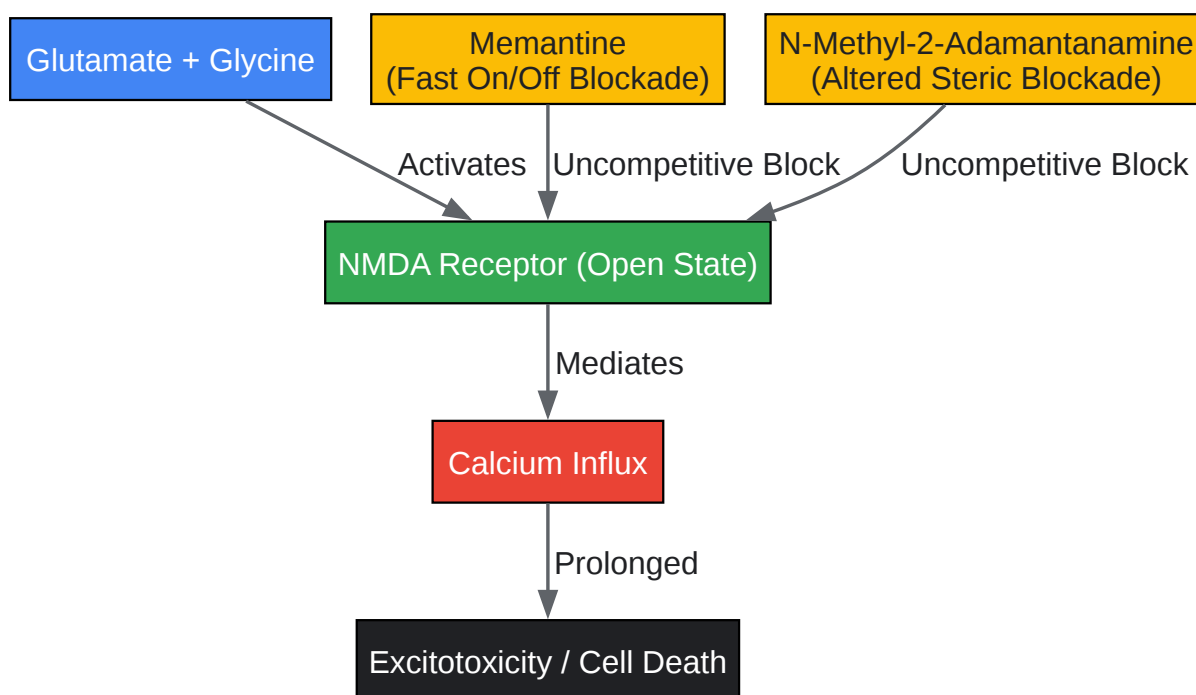 Glutamate + Glycine
Memantine
(Fast On/Off Blockade)
N-Methyl-2-Adamantanamine
(Altered Steric Blockade)
Activates
Uncompetitive Block
Uncompetitive Block
NMDA Receptor (Open State)
Mediates
Calcium Influx
Prolonged
Excitotoxicity / Cell Death